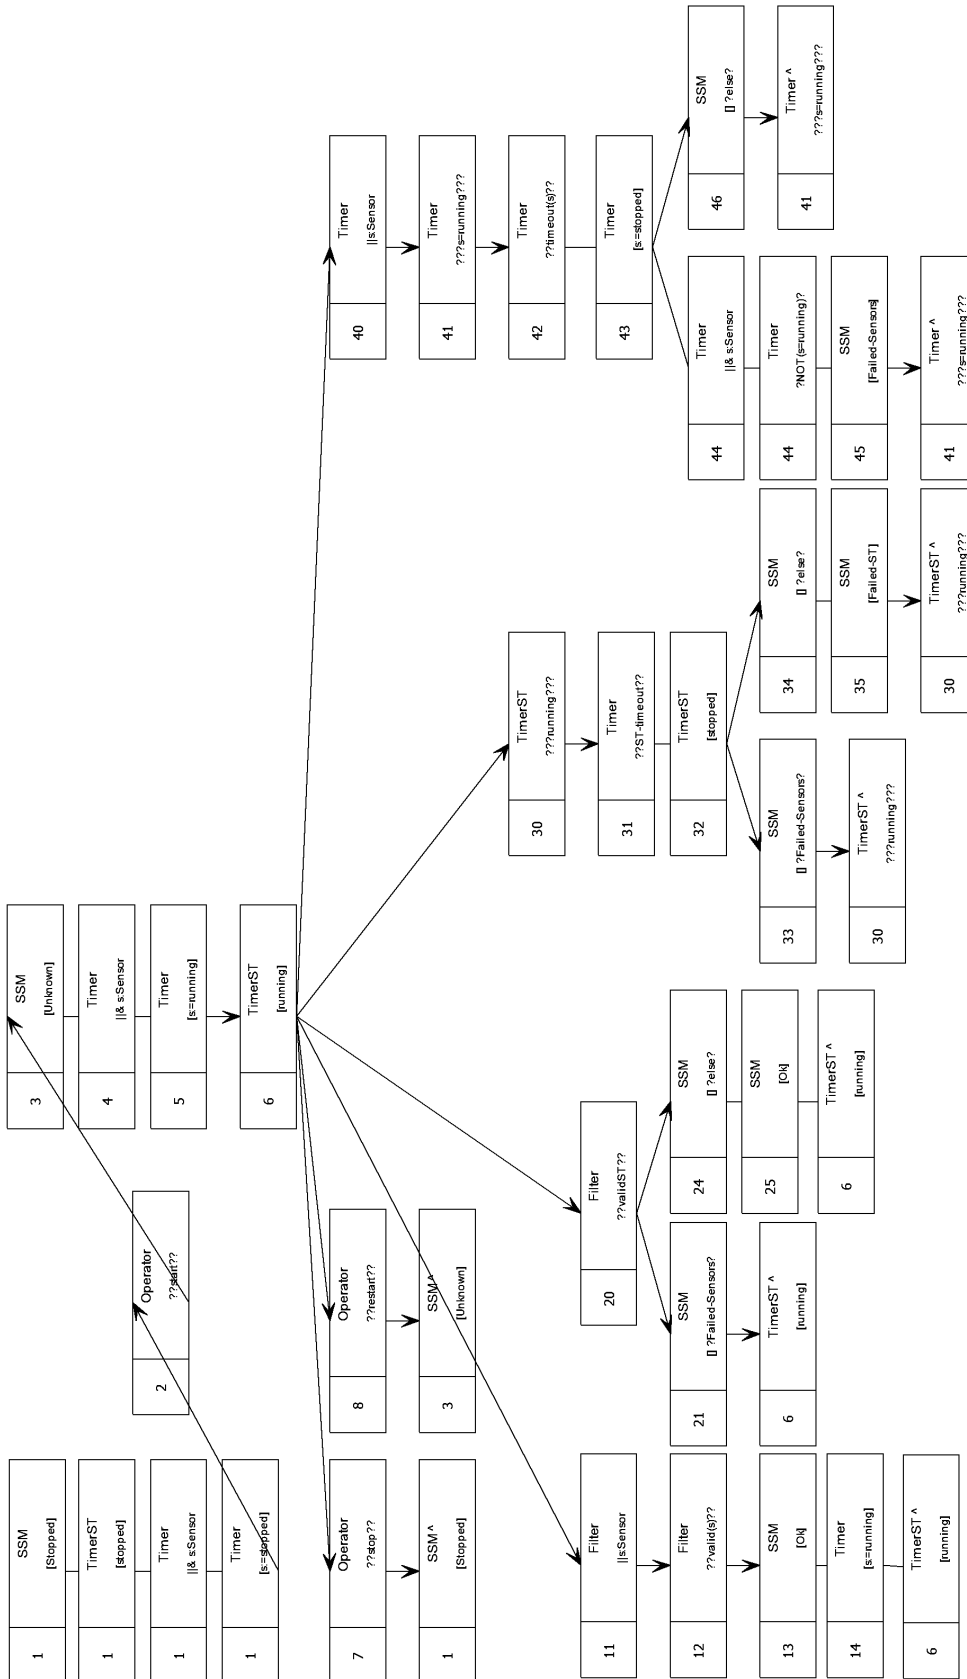 1
SSM
[Stopped]
1
TimerST
[stopped]
1
Timer
||& s:Sensor
1
Timer
[s:=stopped]
2
Operator
??start??
3
SSM
[Unknown]
4
Timer
||& s:Sensor
5
Timer
[s:=running]
6
TimerST
[running]
7
Operator
??stop??
1
SSM ^
[Stopped]
8
Operator
??restart??
3
SSM ^
[Unknown]
11
Filter
||s:Sensor
12
Filter
??valid(s)??
13
SSM
[Ok]
14
Timer
[s:=running]
6
TimerST ^
[running]
20
Filter
??validST??
21
SSM
[] ?Failed-Sensors?
6
TimerST ^
[running]
24
SSM
[] ?else?
25
SSM
[Ok]
6
TimerST ^
[running]
30
TimerST
???running???
31
Timer
??ST-timeout??
32
TimerST
[stopped]
33
SSM
[] ?Failed-Sensors?
30
TimerST ^
???running???
34
SSM
[] ?else?
35
SSM
[Failed-ST]
30
TimerST ^
???running???
40
Timer
||s:Sensor
41
Timer
???s=running???
42
Timer
??timeout(s)??
43
Timer
[s:=stopped]
44
Timer
||& s:Sensor
44
Timer
?NOT(s=running)?
45
SSM
[Failed-Sensors]
41
Timer ^
???s=running???
46
SSM
[] ?else?
41
Timer ^
???s=running???